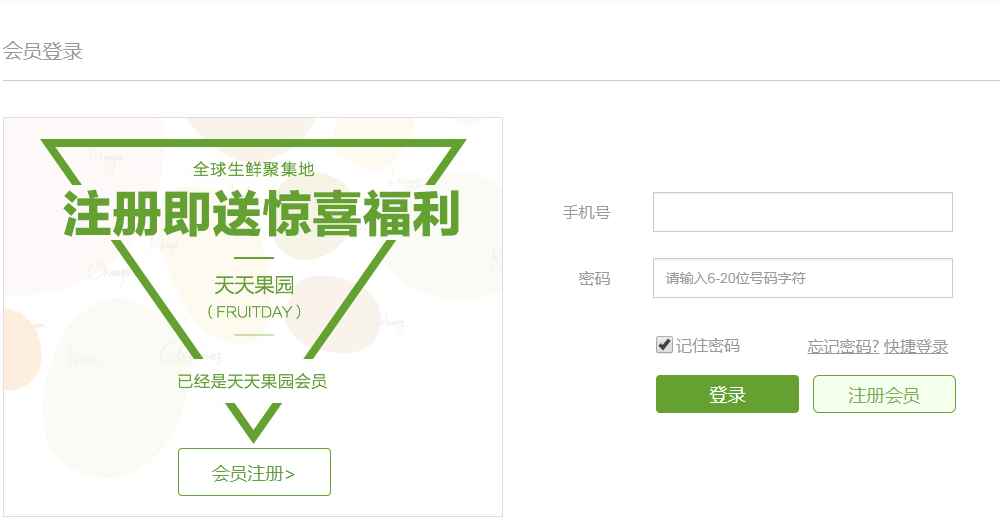 会员登录
全球生鲜聚集地
注册即送惊喜福利
天天果园
（FRUITDAY）
已经是天天果园会员
会员注册>
手机号
密码 请输入6-20位号码字符
记住密码 忘记密码? 快捷登录
登录 注册会员
Orange
Cherries
Peach